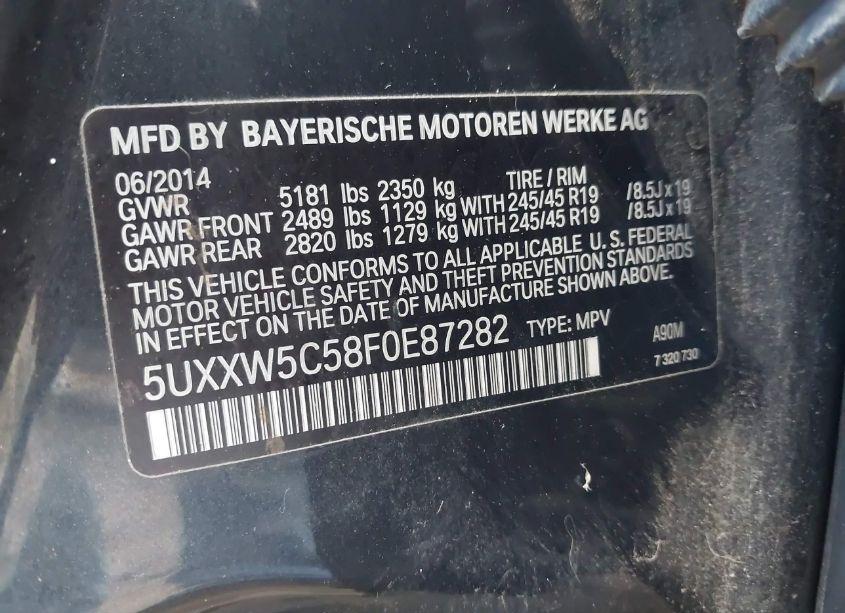 MFD BY BAYERISCHE MOTOREN WERKE AG
06/2014 TIRE / RIM
GVWR 5181 lbs 2350 kg
GAWR FRONT 2489 lbs 1129 kg WITH 245/45 R19 /8.5J x 19
GAWR REAR 2820 lbs 1279 kg WITH 245/45 R19 /8.5J x 19
THIS VEHICLE CONFORMS TO ALL APPLICABLE U. S. FEDERAL
MOTOR VEHICLE SAFETY AND THEFT PREVENTION STANDARDS
IN EFFECT ON THE DATE OF MANUFACTURE SHOWN ABOVE.
5UXXW5C58F0E87282 TYPE: MPV A90M
7 320 730